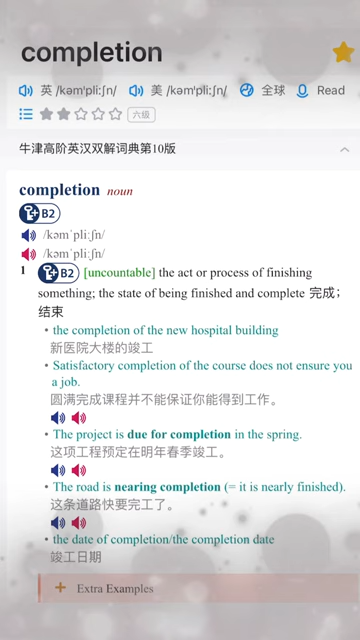 completion
英 /kəmˈpliːʃn/ 美 /kəmˈpliːʃn/ 全球 Read
六级
牛津高阶英汉双解词典第10版
completion noun
B2
/kəmˈpliːʃn/
/kəmˈpliːʃn/
1 B2 [uncountable] the act or process of finishing
something; the state of being finished and complete 完成；
结束
• the completion of the new hospital building
新医院大楼的竣工
• Satisfactory completion of the course does not ensure you
a job.
圆满完成课程并不能保证你能得到工作。
• The project is due for completion in the spring.
这项工程预定在明年春季竣工。
• The road is nearing completion (= it is nearly finished).
这条道路快要完工了。
• the date of completion/the completion date
竣工日期
+ Extra Examples